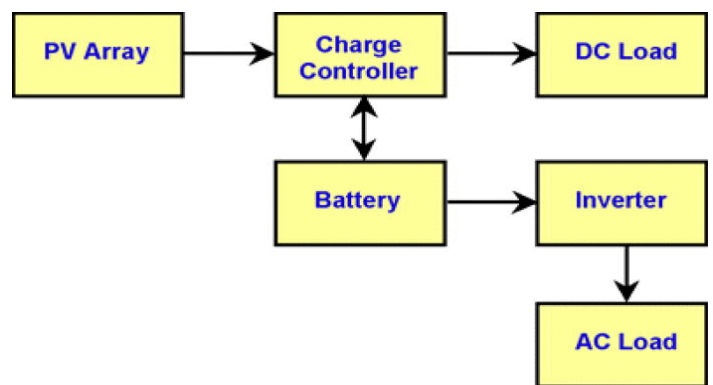 PV Array
Charge
Controller
DC Load
Battery
Inverter
AC Load